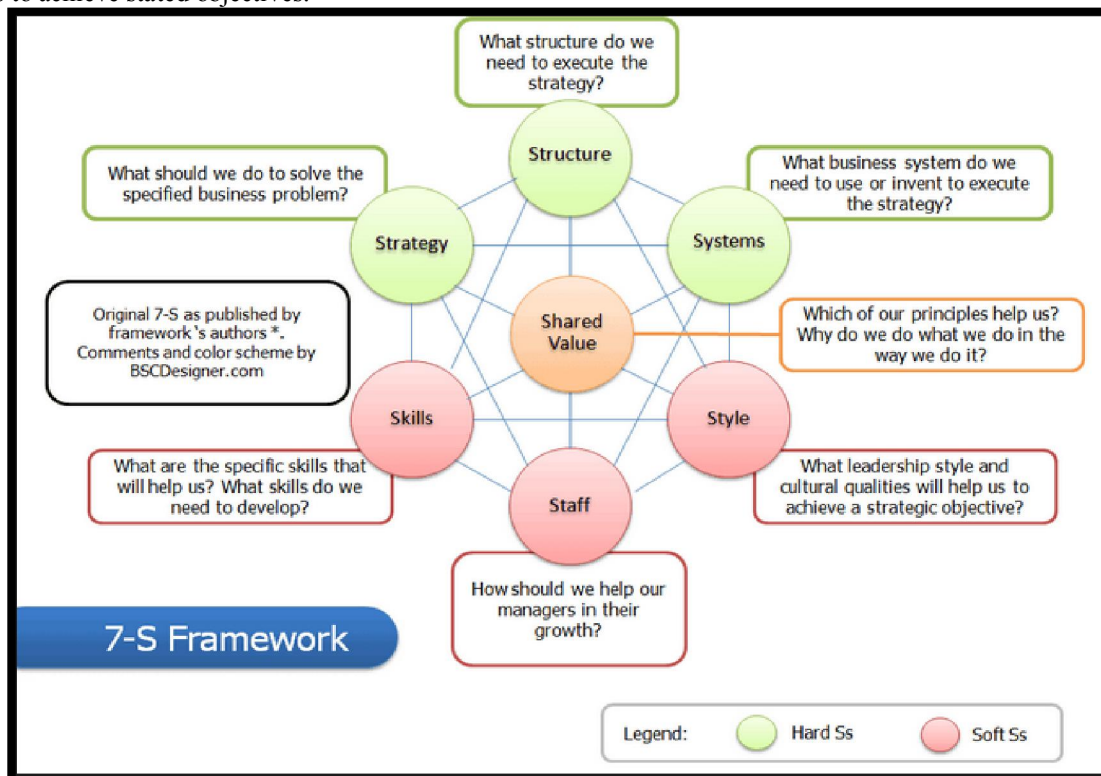 to achieve stated objectives.
What structure do we
need to execute the
strategy?
Structure
What should we do to solve the
specified business problem?
Strategy
What business system do we
need to use or invent to execute
the strategy?
Systems
Original 7-S as published by
framework`s authors *.
Comments and color scheme by
BSCDesigner.com
Shared
Value
Which of our principles help us?
Why do we do what we do in the
way we do it?
Skills
What are the specific skills that
will help us? What skills do we
need to develop?
Style
What leadership style and
cultural qualities will help us to
achieve a strategic objective?
Staff
How should we help our
managers in their
growth?
7-S Framework
Legend:
Hard Ss
Soft Ss